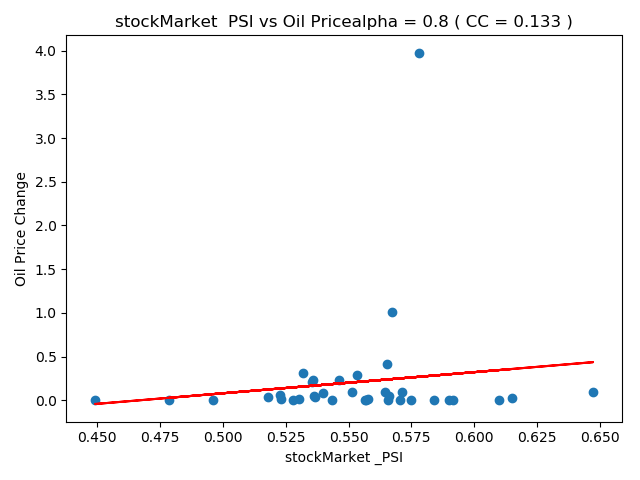 stockMarket  PSI vs Oil Pricealpha = 0.8 ( CC = 0.133 )
Oil Price Change
4.0
3.5
3.0
2.5
2.0
1.5
1.0
0.5
0.0
0.450 0.475 0.500 0.525 0.550 0.575 0.600 0.625 0.650
stockMarket _PSI